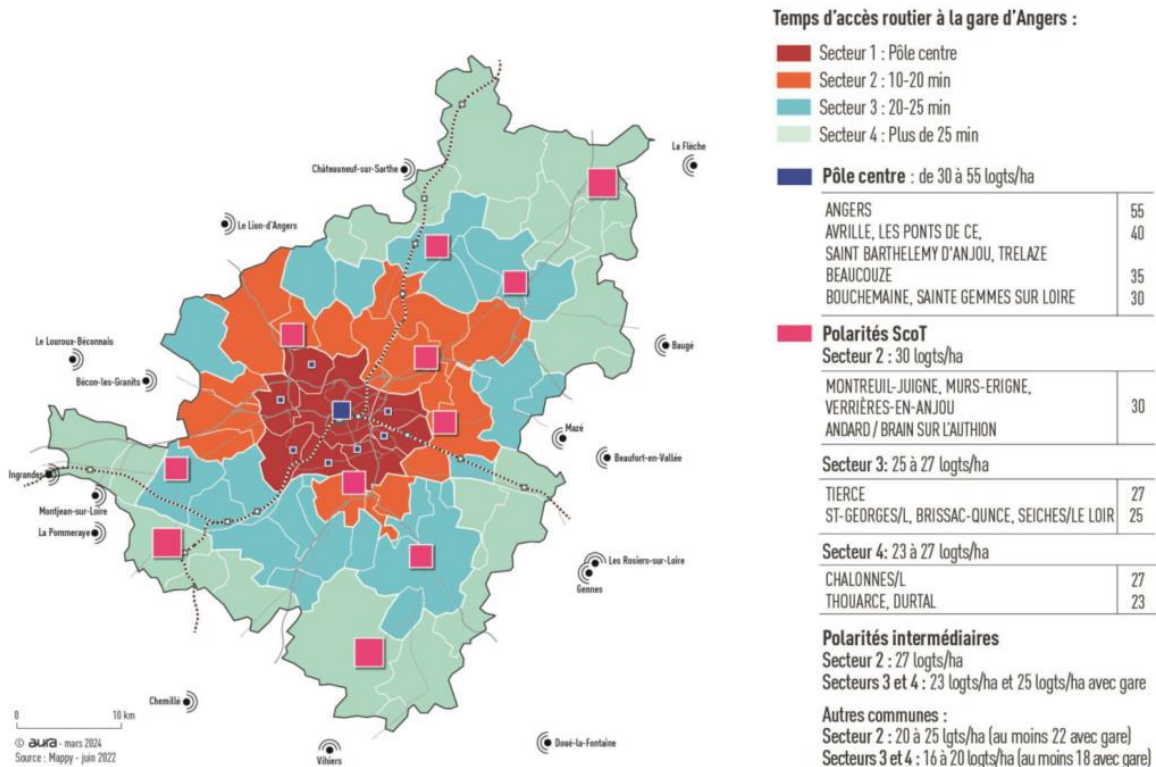 Temps d'accès routier à la gare d'Angers :
Secteur 1 : Pôle centre
Secteur 2 : 10-20 min
Secteur 3 : 20-25 min
Secteur 4 : Plus de 25 min
Pôle centre : de 30 à 55 logts/ha
ANGERS 55
AVRILLE, LES PONTS DE CE, 40
SAINT BARTHELEMY D'ANJOU, TRELAZE
BEAUCOUZE 35
BOUCHEMAINE, SAINTE GEMMES SUR LOIRE 30
Polarités ScoT
Secteur 2 : 30 logts/ha
MONTREUIL-JUIGNE, MURS-ERIGNE,
VERRIÈRES-EN-ANJOU 30
ANDARD / BRAIN SUR L'AUTHION
Secteur 3: 25 à 27 logts/ha
TIERCE 27
ST-GEORGES/L, BRISSAC-QUNCE, SEICHES/LE LOIR 25
Secteur 4: 23 à 27 logts/ha
CHALONNES/L 27
THOUARCE, DURTAL 23
Polarités intermédiaires
Secteur 2 : 27 logts/ha
Secteurs 3 et 4 : 23 logts/ha et 25 logts/ha avec gare
Autres communes :
Secteur 2 : 20 à 25 lgts/ha (au moins 22 avec gare)
Secteurs 3 et 4 : 16 à 20 logts/ha (au moins 18 avec gare)
La Flèche
Châteauneuf-sur-Sarthe
Le Lion-d'Angers
Le Louroux-Béconnais
Bécon-les-Granits
Baugé
Mazé
Beaufort-en-Vallée
Ingrandes
Montjean-sur-Loire
La Pommeraye
Les Rosiers-sur-Loire
Gennes
Chemillé
Vihiers
Doué-la-Fontaine
0 10 km
© aura - mars 2024
Source : Mappy - juin 2022